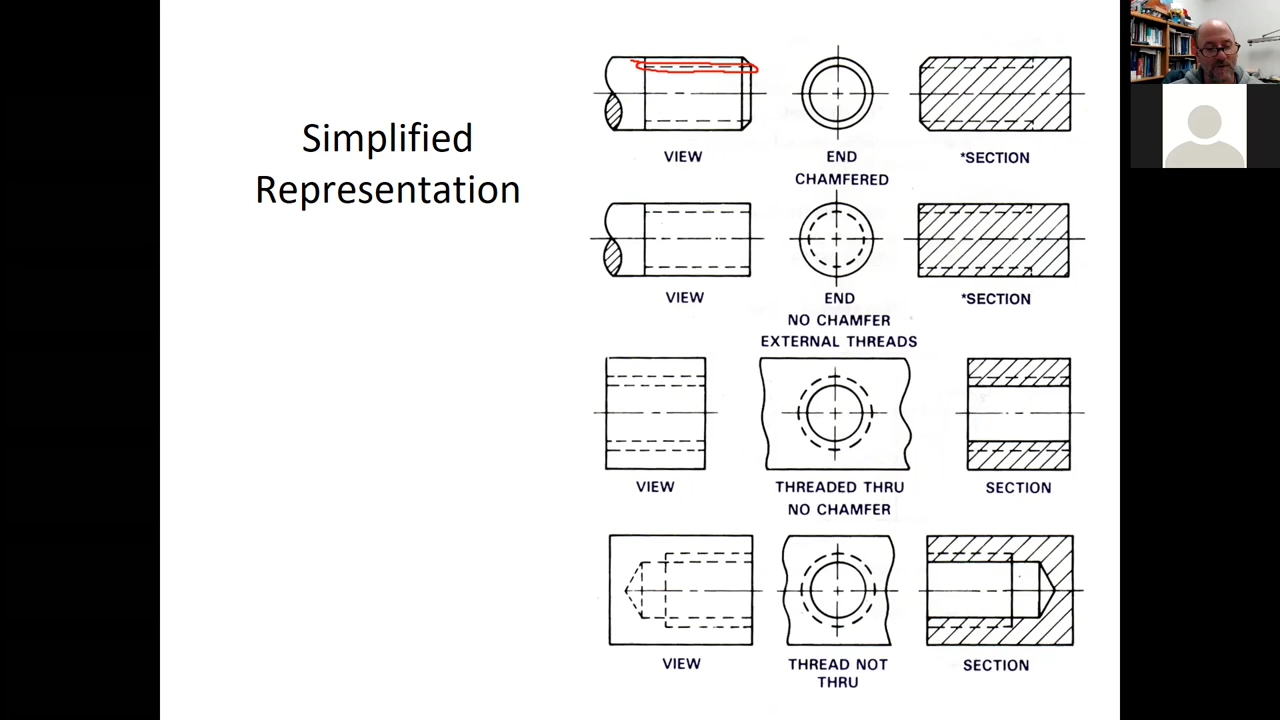 Simplified
Representation
VIEW
END
*SECTION
CHAMFERED
VIEW
END
*SECTION
NO CHAMFER
EXTERNAL THREADS
VIEW
THREADED THRU
SECTION
NO CHAMFER
VIEW
THREAD NOT
SECTION
THRU